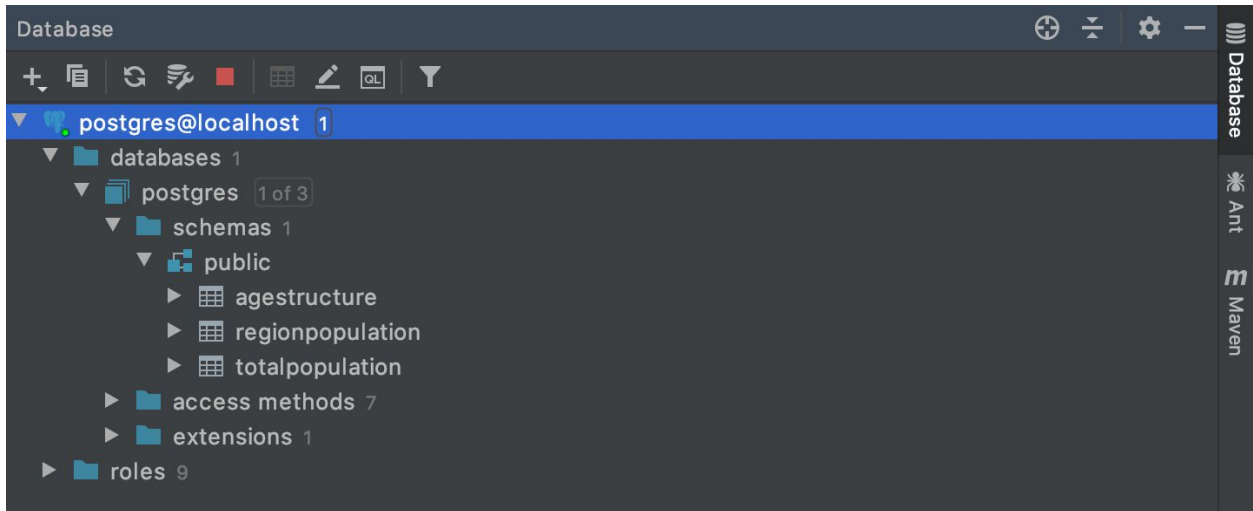 Database
QL
postgres@localhost 1
databases 1
postgres 1 of 3
schemas 1
public
agestructure
regionpopulation
totalpopulation
access methods 7
extensions 1
roles 9
Database
Ant
m Maven